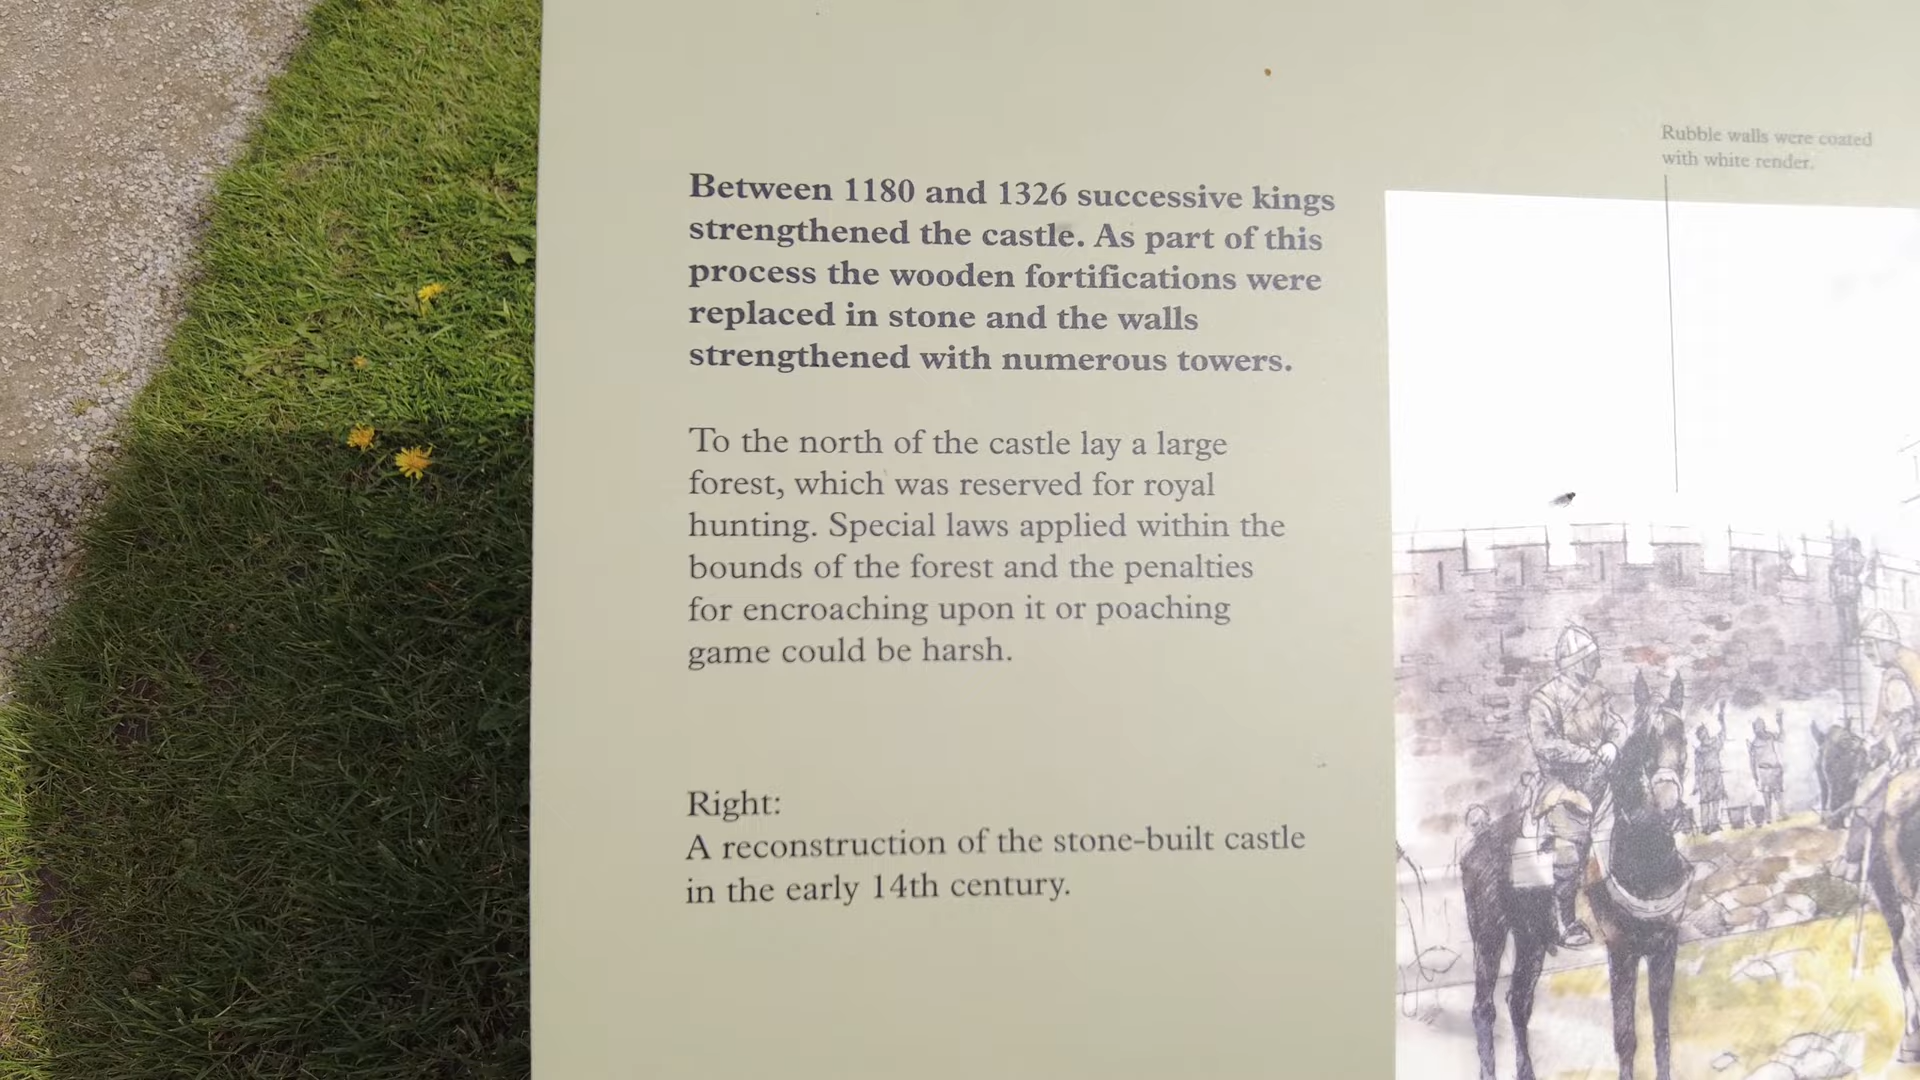 Rubble walls were coated
with white render.
Between 1180 and 1326 successive kings
strengthened the castle. As part of this
process the wooden fortifications were
replaced in stone and the walls
strengthened with numerous towers.
To the north of the castle lay a large
forest, which was reserved for royal
hunting. Special laws applied within the
bounds of the forest and the penalties
for encroaching upon it or poaching
game could be harsh.
Right:
A reconstruction of the stone-built castle
in the early 14th century.